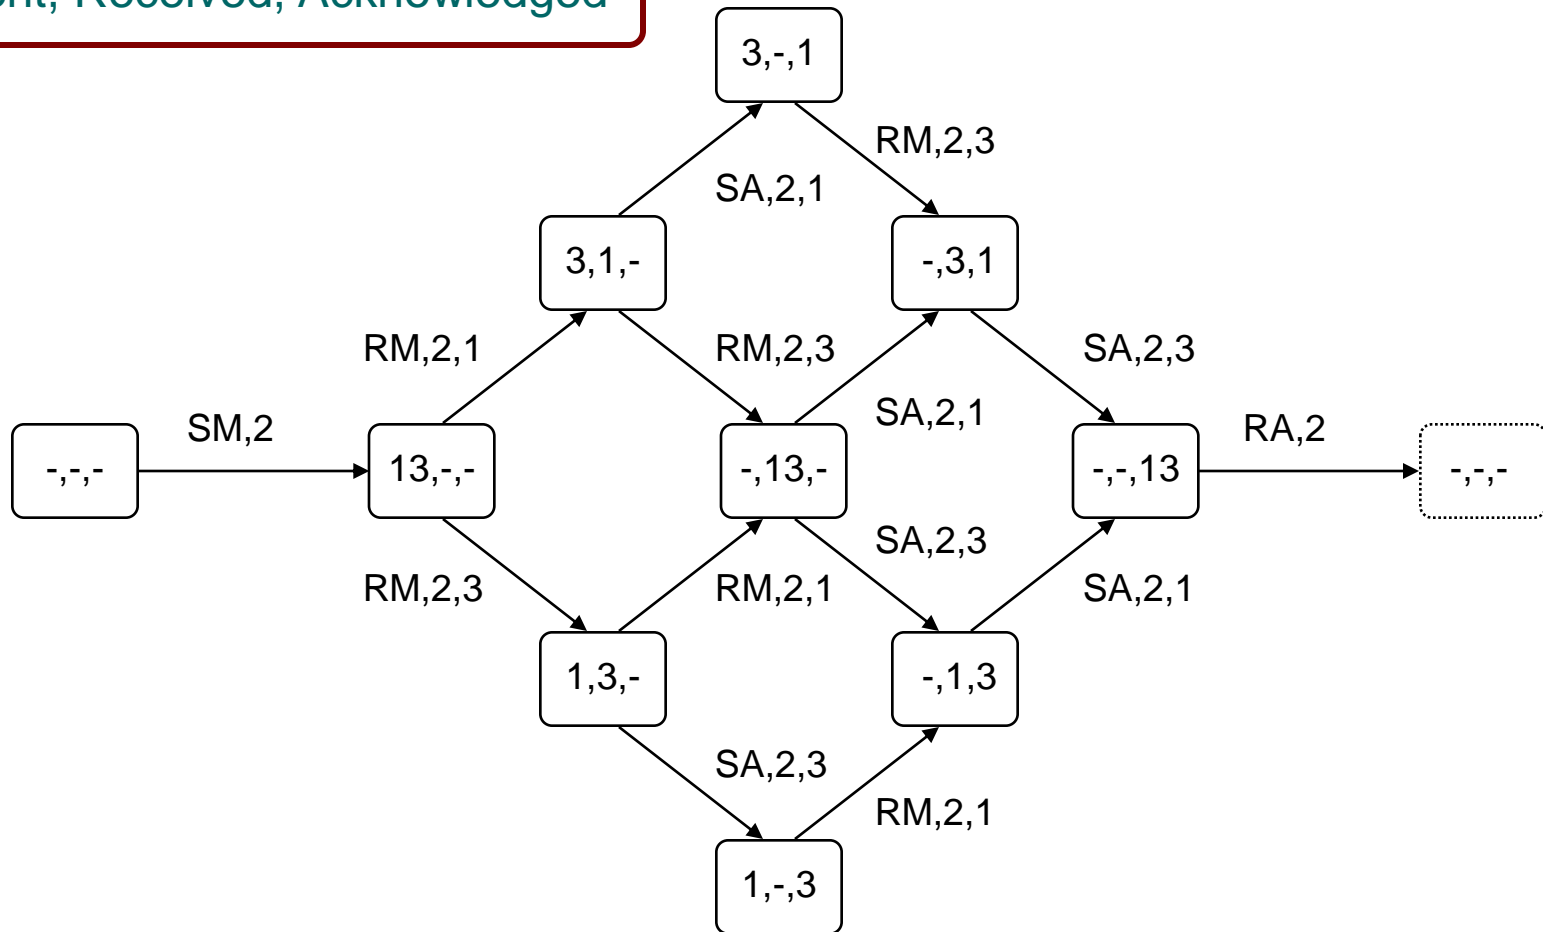 Received, Acknowledged
3,-,1
RM,2,3
SA,2,1
3,1,-
-,3,1
RM,2,1
RM,2,3
SA,2,3
SA,2,1
SM,2
RA,2
-,-,-
13,-,-
-,13,-
-,-,13
-,-,-
SA,2,3
RM,2,3
RM,2,1
SA,2,1
1,3,-
-,1,3
SA,2,3
RM,2,1
1,-,3